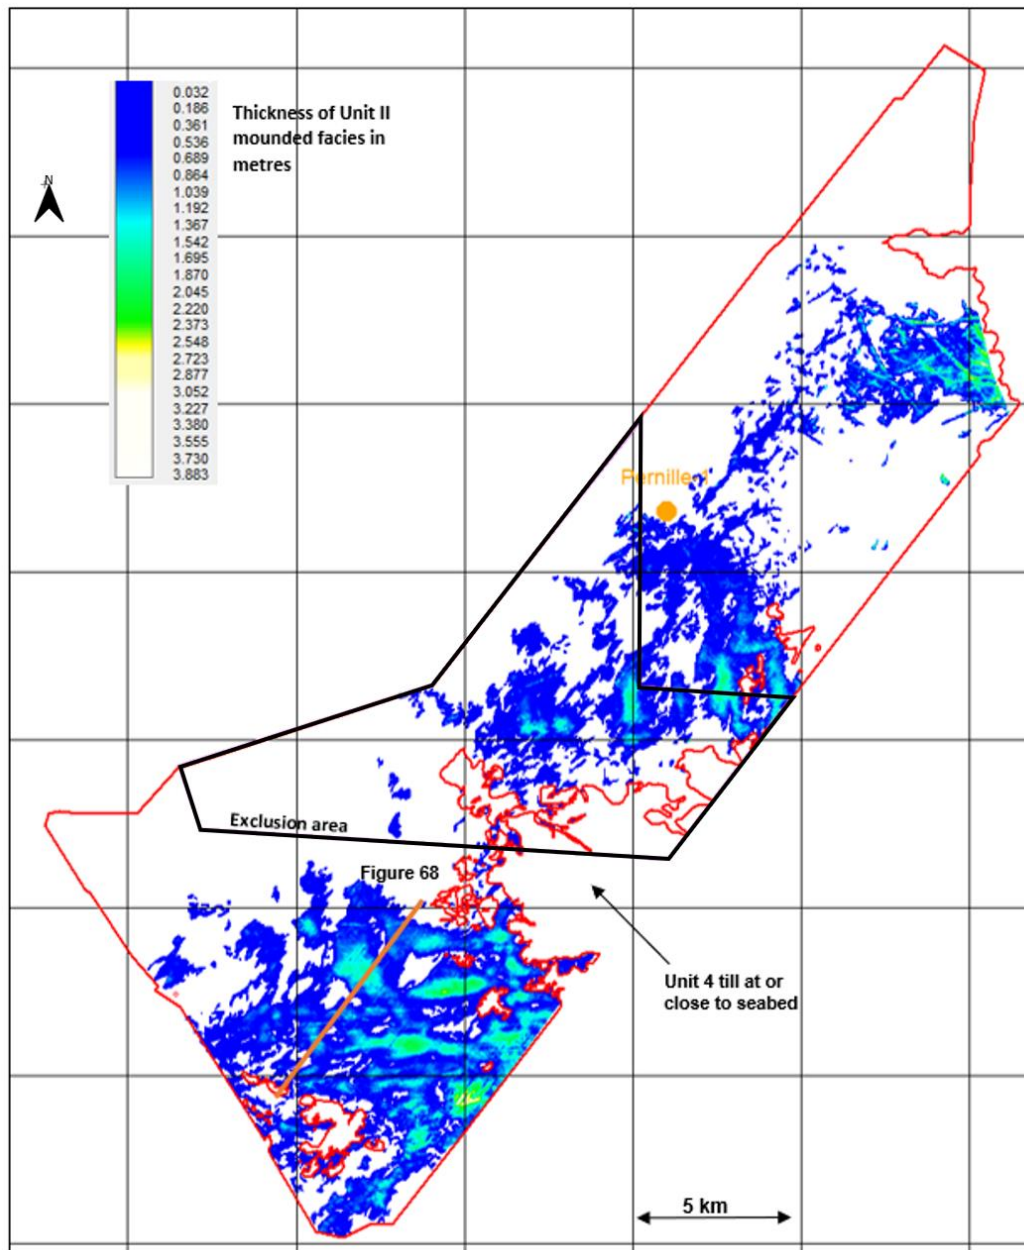 0.032
0.186
0.361
0.536
0.689
0.864
1.039
1.192
1.367
1.542
1.695
1.870
2.045
2.220
2.373
2.548
2.723
2.877
3.052
3.227
3.380
3.555
3.730
3.883
Thickness of Unit II
mounded facies in
metres
N
Pernille-1
Exclusion area
Figure 68
Unit 4 till at or
close to seabed
5 km